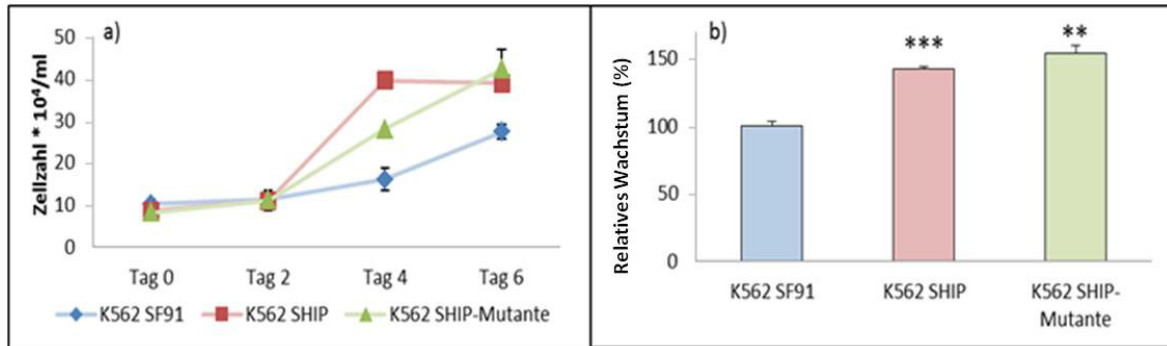 a)
Zellzahl * 10⁴/ml
50
40
30
20
10
0
Tag 0 Tag 2 Tag 4 Tag 6
K562 SF91 K562 SHIP K562 SHIP-Mutante
b)
Relatives Wachstum (%)
150
100
50
0
***
**
K562 SF91 K562 SHIP K562 SHIP-
Mutante